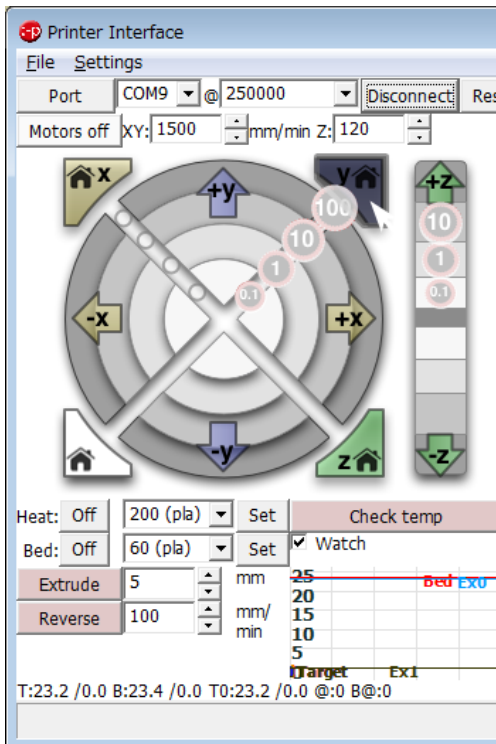 Printer Interface
File Settings
Port COM9 @ 250000 Disconnect Res
Motors off XY: 1500 mm/min Z: 120
x y +z
+y
100
10 10
1 1
0.1 0.1
-x +x
-y
z -z
Heat: Off 200 (pla) Set Check temp
Bed: Off 60 (pla) Set Watch
Extrude 5 mm
Reverse 100 mm/
min
25 Bed Ex0
20
15
10
5
0 Target Ex1
T:23.2 /0.0 B:23.4 /0.0 T0:23.2 /0.0 @:0 B@:0